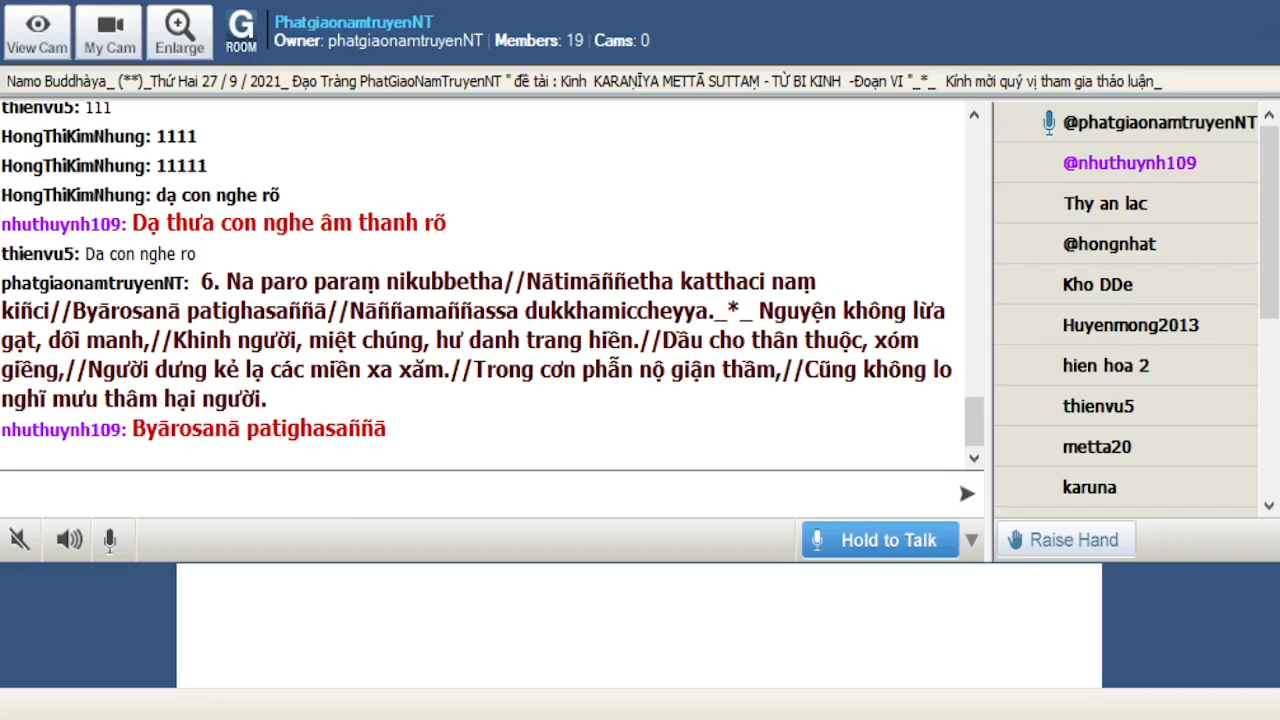 View Cam
My Cam
Enlarge
G
ROOM
PhatgiaonamtruyenNT
Owner: phatgiaonamtruyenNT | Members: 19 | Cams: 0
Namo Buddhàya_ (**)_Thứ Hai 27 / 9 / 2021_ Đạo Tràng PhatGiaoNamTruyenNT " đề tài : Kinh KARAṆĪYA METTĀ SUTTAṂ - TỪ BI KINH -Đoạn VI "_*_ Kính mời quý vị tham gia thảo luận_
thienvu5: 111
HongThiKimNhung: 1111
HongThiKimNhung: 11111
HongThiKimNhung: dạ con nghe rõ
nhuthuynh109: Dạ thưa con nghe âm thanh rõ
thienvu5: Da con nghe ro
phatgiaonamtruyenNT: 6. Na paro paraṃ nikubbetha//Nātimāññetha katthaci naṃ
kiñci//Byārosanā patighasaññā//Nāññamaññassa dukkhamiccheyya._*_ Nguyện không lừa
gạt, dối manh,//Khinh người, miệt chúng, hư danh trang hiền.//Dầu cho thân thuộc, xóm
giềng,//Người dưng kẻ lạ các miền xa xăm.//Trong cơn phẫn nộ giận thầm,//Cũng không lo
nghĩ mưu thâm hại người.
nhuthuynh109: Byārosanā patighasaññā
@phatgiaonamtruyenNT
@nhuthuynh109
Thy an lac
@hongnhat
Kho DDe
Huyenmong2013
hien hoa 2
thienvu5
metta20
karuna
Hold to Talk
Raise Hand